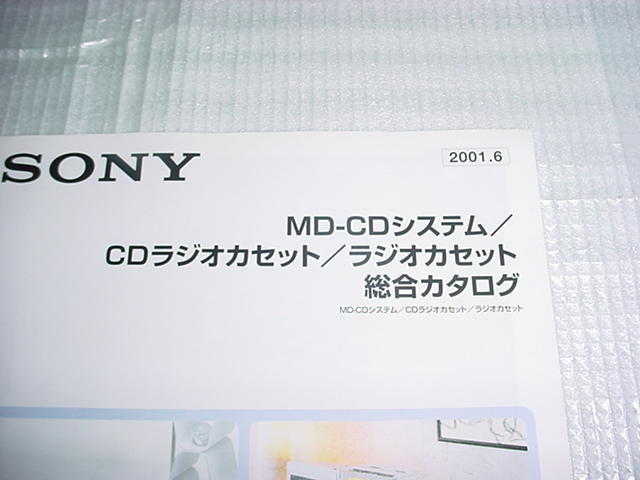 SONY
2001.6
MD-CDシステム／
CDラジオカセット／ラジオカセット
総合カタログ
MD-CDシステム／CDラジオカセット／ラジオカセット